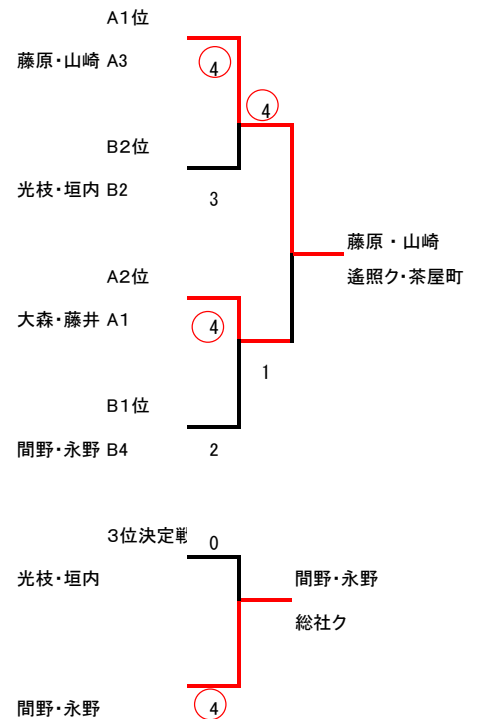 A1位
藤原・山崎 A3
4
4
B2位
光枝・垣内 B2
3
藤原・山崎
遙照ク・茶屋町
A2位
大森・藤井 A1
4
1
B1位
間野・永野 B4
2
3位決定戦
0
光枝・垣内
間野・永野
総社ク
間野・永野
4